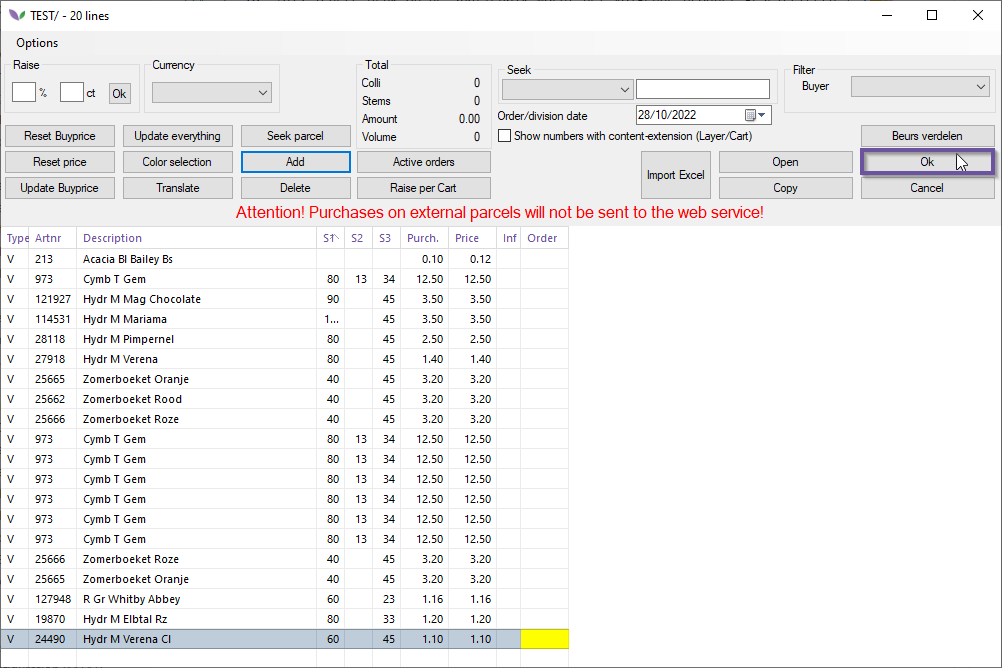 TEST/ - 20 lines
Options
Raise
% ct Ok
Currency
Total
Colli 0
Stems 0
Amount 0.00
Volume 0
Seek
Order/division date 28/10/2022
Show numbers with content-extension (Layer/Cart)
Filter
Buyer
Reset Buyprice Update everything Seek parcel Beurs verdelen
Reset price Color selection Add Active orders Import Excel Open Ok
Update Buyprice Translate Delete Raise per Cart Copy Cancel
Attention! Purchases on external parcels will not be sent to the web service!
Type Artnr Description S1 S2 S3 Purch. Price Inf Order
V 213 Acacia Bl Bailey Bs 0.10 0.12
V 973 Cymb T Gem 80 13 34 12.50 12.50
V 121927 Hydr M Mag Chocolate 90 45 3.50 3.50
V 114531 Hydr M Mariama 1... 45 3.50 3.50
V 28118 Hydr M Pimpernel 80 45 2.50 2.50
V 27918 Hydr M Verena 80 45 1.40 1.40
V 25665 Zomerboeket Oranje 40 45 3.20 3.20
V 25662 Zomerboeket Rood 40 45 3.20 3.20
V 25666 Zomerboeket Roze 40 45 3.20 3.20
V 973 Cymb T Gem 80 13 34 12.50 12.50
V 973 Cymb T Gem 80 13 34 12.50 12.50
V 973 Cymb T Gem 80 13 34 12.50 12.50
V 973 Cymb T Gem 80 13 34 12.50 12.50
V 973 Cymb T Gem 80 13 34 12.50 12.50
V 973 Cymb T Gem 80 13 34 12.50 12.50
V 25666 Zomerboeket Roze 40 45 3.20 3.20
V 25665 Zomerboeket Oranje 40 45 3.20 3.20
V 127948 R Gr Whitby Abbey 60 23 1.16 1.16
V 19870 Hydr M Elbtal Rz 80 33 1.20 1.20
V 24490 Hydr M Verena Cl 60 45 1.10 1.10